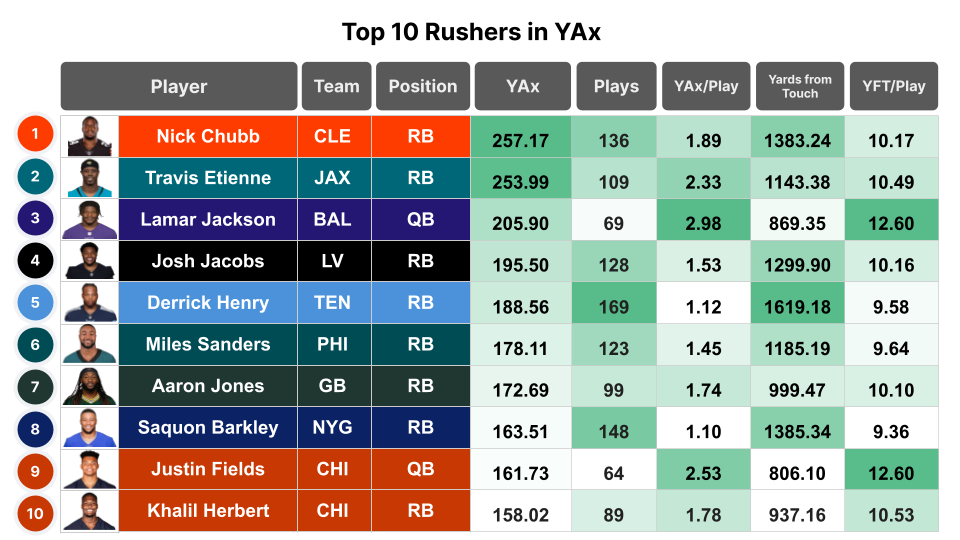 Top 10 Rushers in YAx
Player Team Position YAx Plays YAx/Play Yards from Touch YFT/Play
1 Nick Chubb CLE RB 257.17 136 1.89 1383.24 10.17
2 Travis Etienne JAX RB 253.99 109 2.33 1143.38 10.49
3 Lamar Jackson BAL QB 205.90 69 2.98 869.35 12.60
4 Josh Jacobs LV RB 195.50 128 1.53 1299.90 10.16
5 Derrick Henry TEN RB 188.56 169 1.12 1619.18 9.58
6 Miles Sanders PHI RB 178.11 123 1.45 1185.19 9.64
7 Aaron Jones GB RB 172.69 99 1.74 999.47 10.10
8 Saquon Barkley NYG RB 163.51 148 1.10 1385.34 9.36
9 Justin Fields CHI QB 161.73 64 2.53 806.10 12.60
10 Khalil Herbert CHI RB 158.02 89 1.78 937.16 10.53